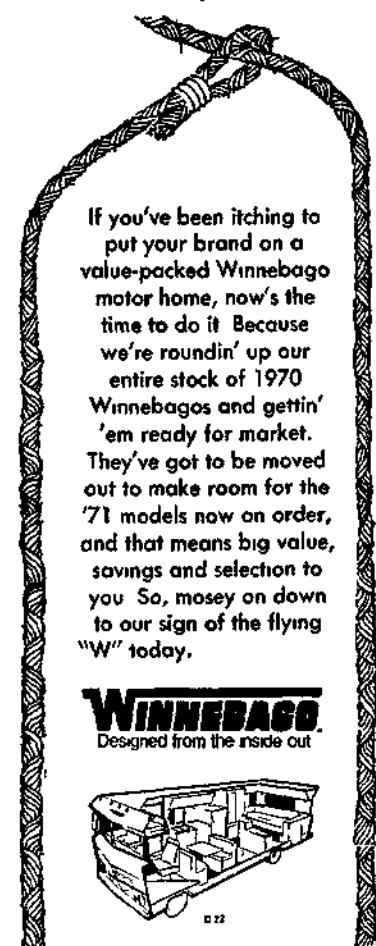 If you've been itching to
put your brand on a
value-packed Winnebago
motor home, now's the
time to do it Because
we're roundin' up our
entire stock of 1970
Winnebagos and gettin'
'em ready for market.
They've got to be moved
out to make room for the
'71 models now on order,
and that means big value,
savings and selection to
you So, mosey on down
to our sign of the flying
"W" today.
WINNEBAGO
Designed from the inside out
22